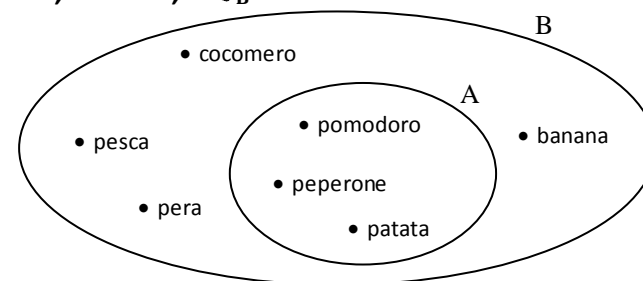 B
B
• cocomero
A
• pomodoro
• banana
• pesca
• peperone
• pera
• patata